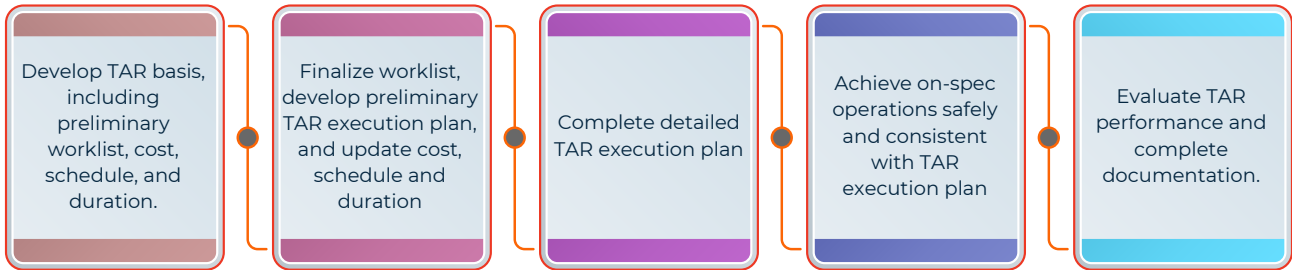 Develop TAR basis,
including
preliminary
worklist, cost,
schedule, and
duration.
Finalize worklist,
develop preliminary
TAR execution plan,
and update cost,
schedule and
duration
Complete detailed
TAR execution plan
Achieve on-spec
operations safely
and consistent
with TAR
execution plan
Evaluate TAR
performance and
complete
documentation.